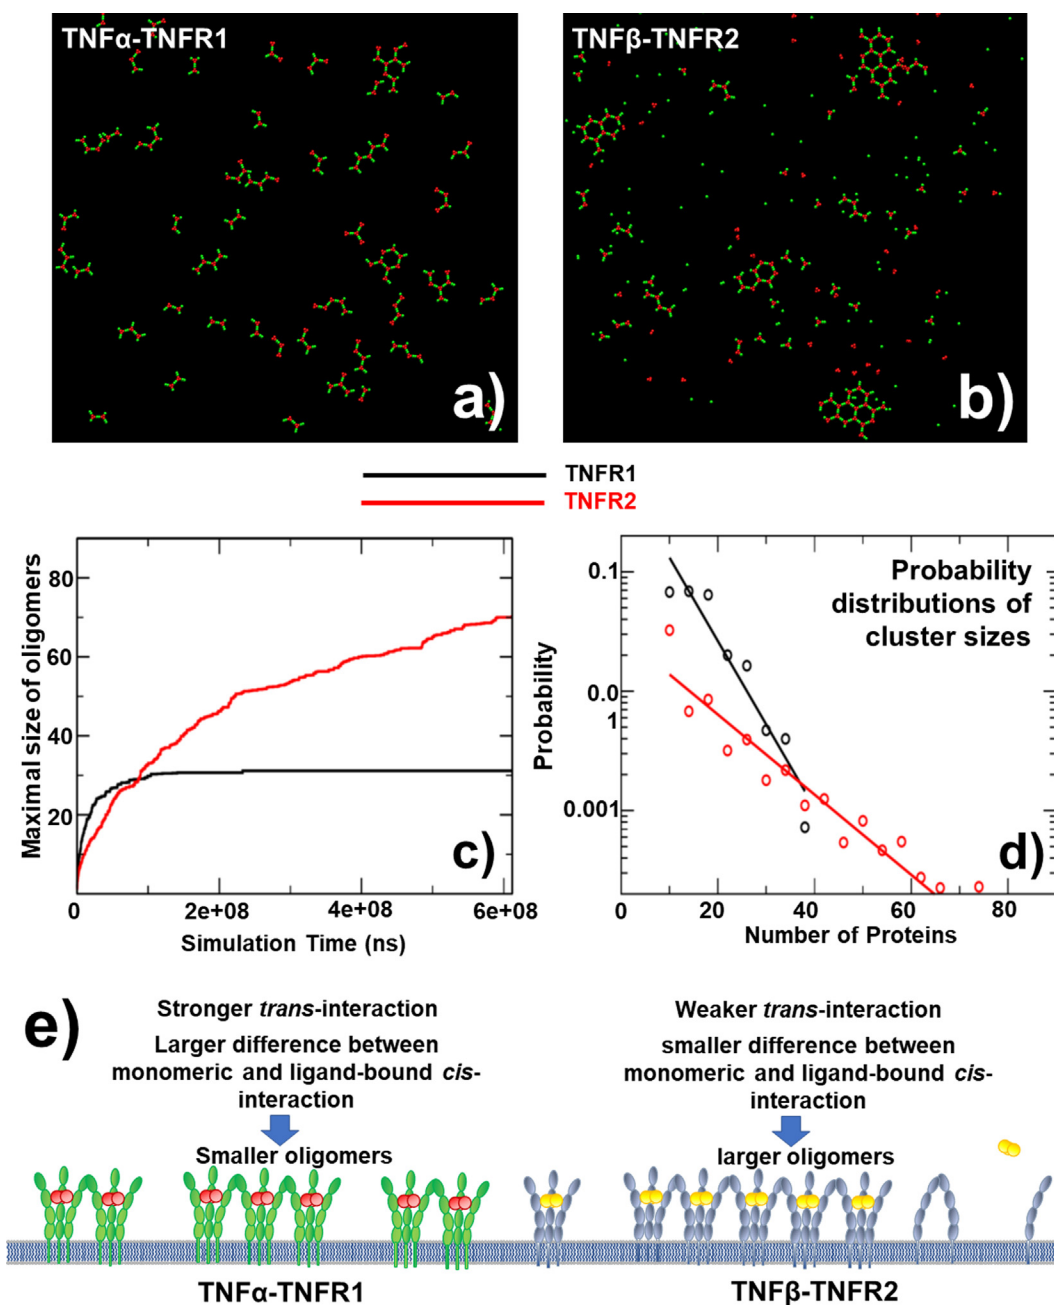 TNFα-TNFR1
TNFβ-TNFR2
a)
b)
TNFR1
TNFR2
Maximal size of oligomers
80
60
40
20
0
2e+08
4e+08
6e+08
Simulation Time (ns)
c)
Probability
0.1
0.0
1
0.001
Probability
distributions of
cluster sizes
d)
0
20
40
60
80
Number of Proteins
e)
Stronger trans-interaction
Larger difference between
monomeric and ligand-bound cis-
interaction
Smaller oligomers
Weaker trans-interaction
smaller difference between
monomeric and ligand-bound cis-
interaction
larger oligomers
TNFα-TNFR1
TNFβ-TNFR2